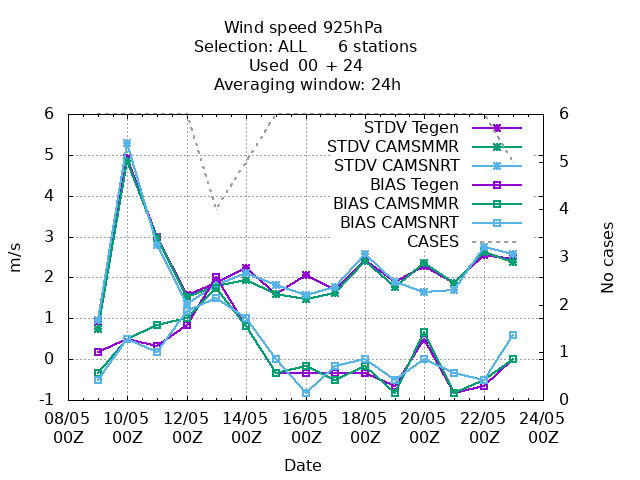 Wind speed 925hPa
Selection: ALL      6 stations
Used  00 + 24
Averaging window: 24h
6
5
4
3
2
1
0
-1
m/s
6
5
4
3
2
1
0
No cases
STDV Tegen
STDV CAMSMMR
STDV CAMSNRT
BIAS Tegen
BIAS CAMSMMR
BIAS CAMSNRT
CASES
08/05 10/05 12/05 14/05 16/05 18/05 20/05 22/05 24/05
00Z 00Z 00Z 00Z 00Z 00Z 00Z 00Z 00Z
Date